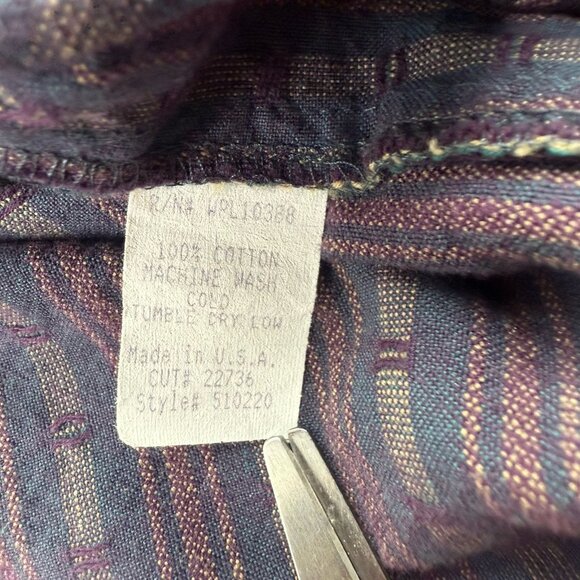 R/N# WPL10388
100% COTTON
MACHINE WASH
COLD
TUMBLE DRY LOW
Made in U.S.A.
CUT# 22736
Style# 510220